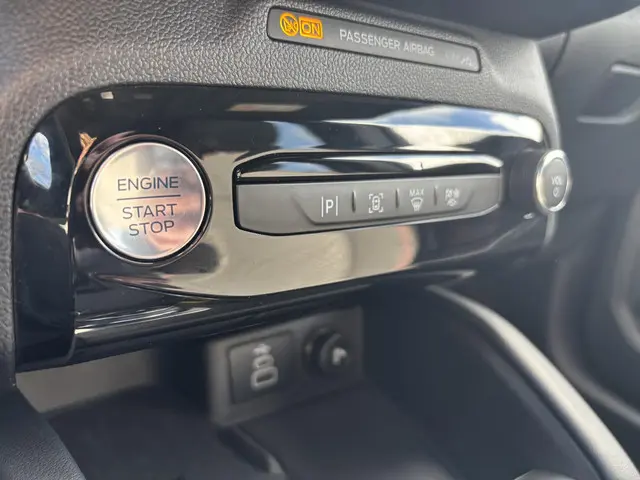 ON
PASSENGER AIRBAG
ENGINE
START
STOP
|P|
MAX
VOL